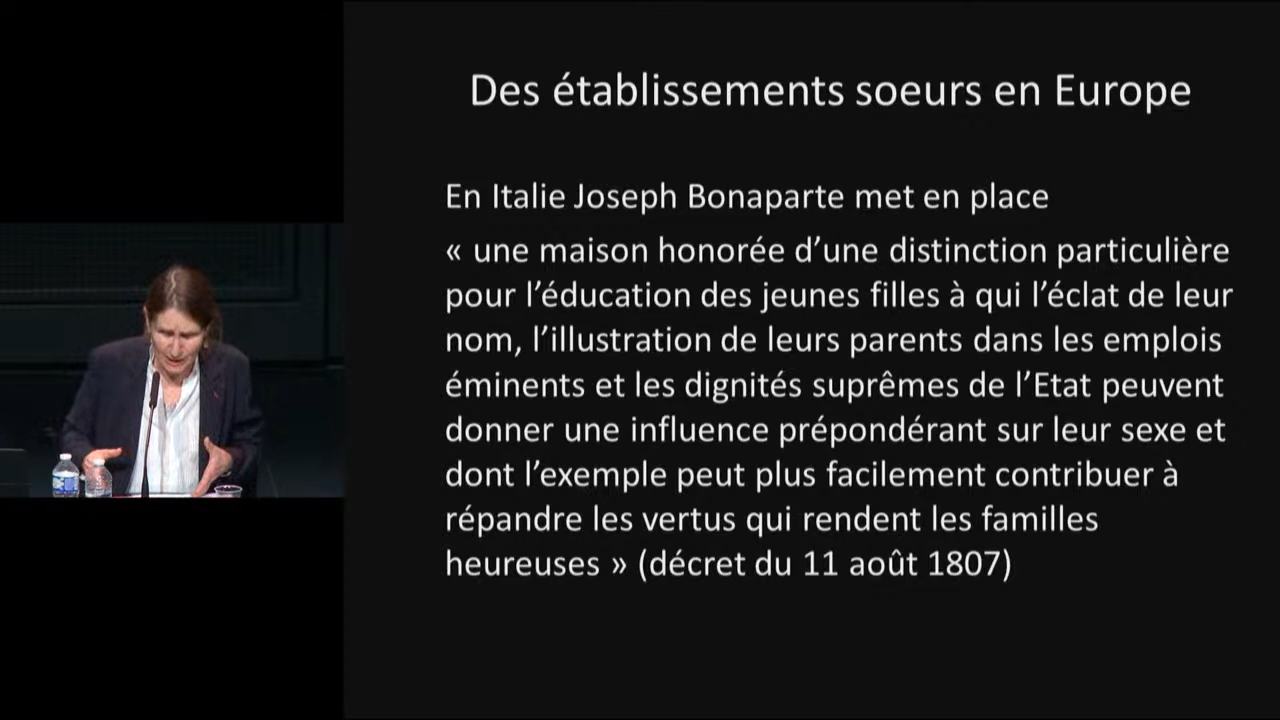 Des établissements soeurs en Europe
En Italie Joseph Bonaparte met en place
« une maison honorée d’une distinction particulière
pour l’éducation des jeunes filles à qui l’éclat de leur
nom, l’illustration de leurs parents dans les emplois
éminents et les dignités suprêmes de l’Etat peuvent
donner une influence prépondérant sur leur sexe et
dont l’exemple peut plus facilement contribuer à
répandre les vertus qui rendent les familles
heureuses » (décret du 11 août 1807)